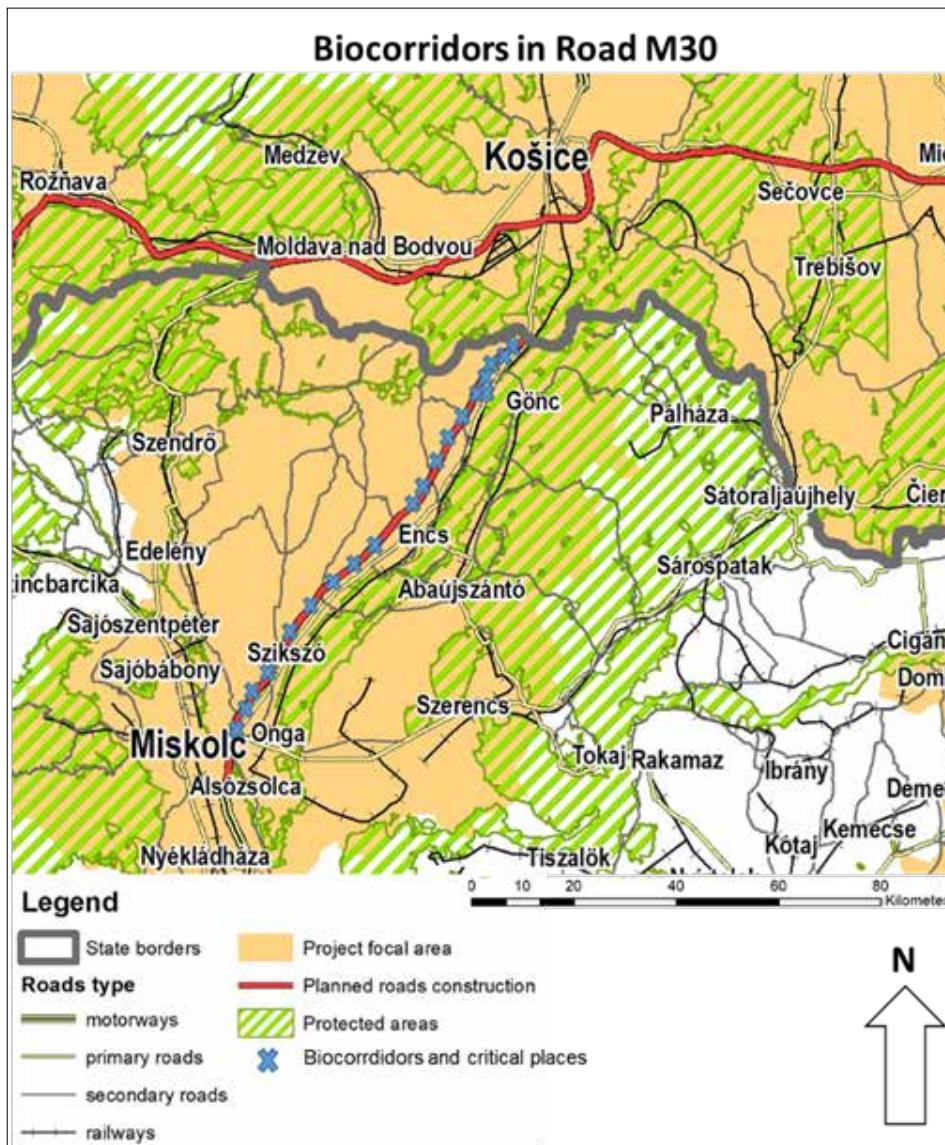 Biocorridors in Road M30
Medzev
Košice
Rožňava
Sečovce
Moldava nad Bodvou
Trebišov
Gönc
Pálháza
Szendrő
Sátoraljaújhely
Encs
Edelény
Sárospatak
incbarcika
Abaújszántó
Sajószentpéter
Szikszó
Sajóbábony
Szerencs
Miskolc
Onga
Tokaj
Rakamaz
Ibrány
Alsózsolca
Kemecse
Kótaj
Nyékládháza
Tiszalök
0 10 20 40 60 80
Kilomete
Legend
State borders
Project focal area
Roads type
Planned roads construction
motorways
Protected areas
primary roads
Biocorrdidors and critical places
secondary roads
railways
N